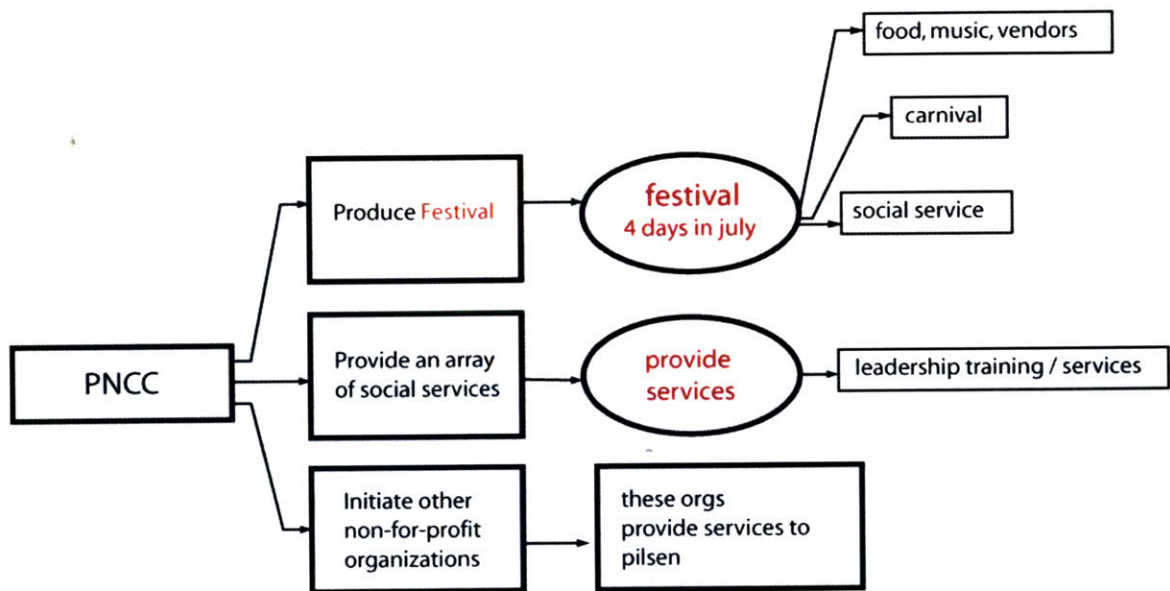 PNCC
Produce Festival
festival
4 days in july
food, music, vendors
carnival
social service
Provide an array
of social services
provide
services
leadership training / services
Initiate other
non-for-profit
organizations
these orgs
provide services to
pilsen